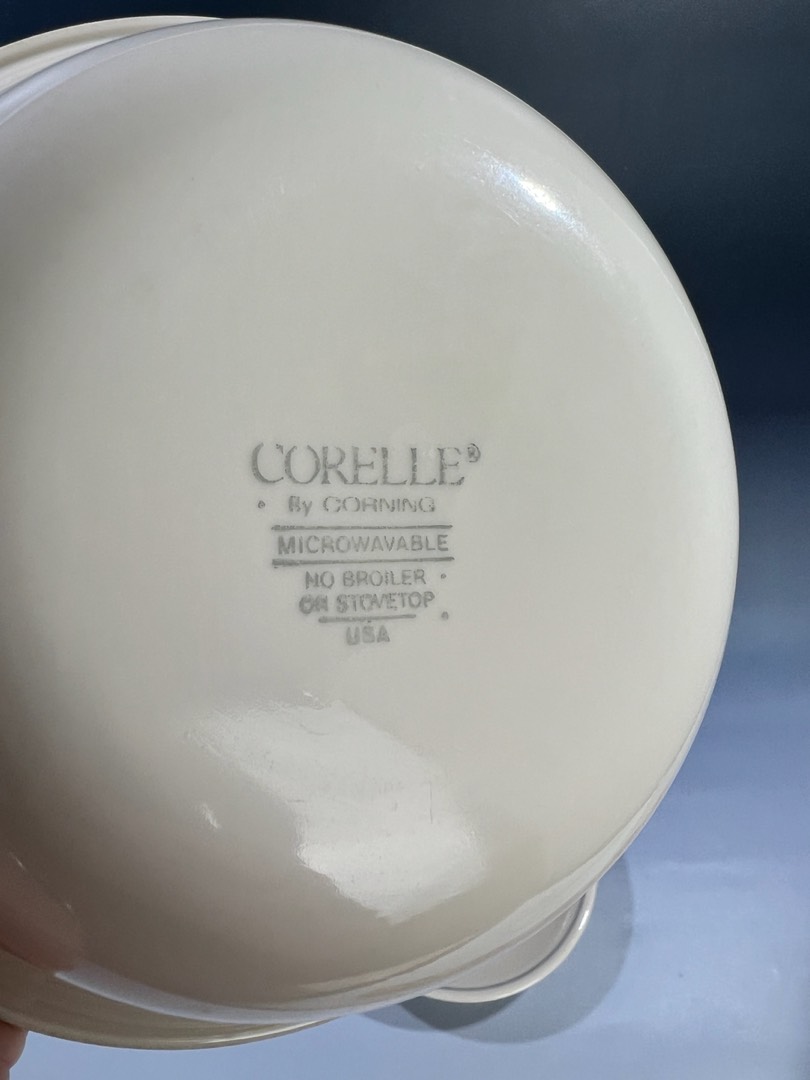 CORELLE®
By CORNING
MICROWAVABLE
NO BROILER
OR STOVETOP
USA